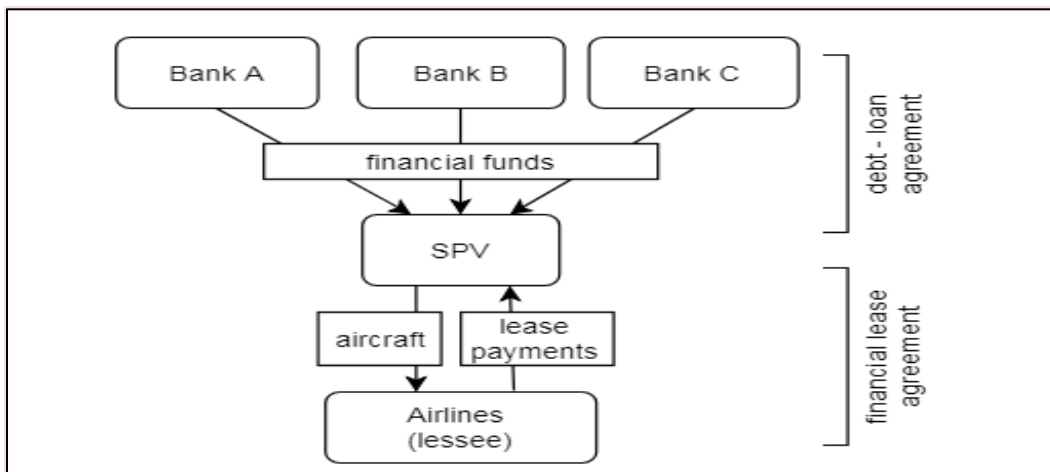 Bank A
Bank B
Bank C
financial funds
SPV
aircraft
lease
payments
Airlines
(lessee)
debt - loan
agreement
financial lease
agreement